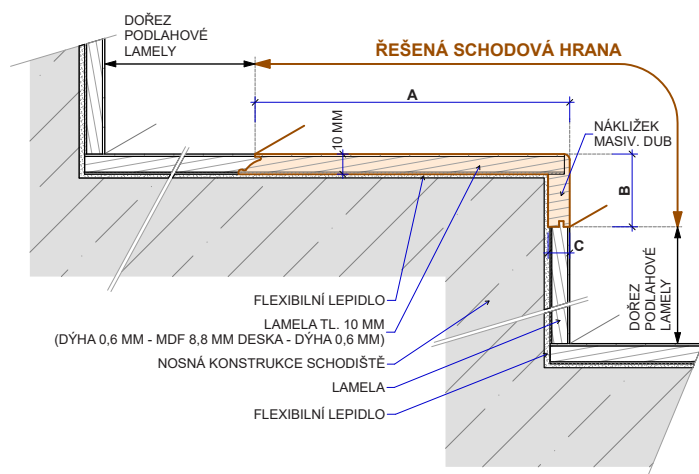 DOŘEZ
PODLAHOVÉ
LAMELY
ŘEŠENÁ SCHODOVÁ HRANA
A
10 MM
NÁKLIŽEK
MASIV. DUB
B
C
DOŘEZ
PODLAHOVÉ
LAMELY
FLEXIBILNÍ LEPIDLO
LAMELA TL. 10 MM
(DÝHA 0,6 MM - MDF 8,8 MM DESKA - DÝHA 0,6 MM)
NOSNÁ KONSTRUKCE SCHODIŠTĚ
LAMELA
FLEXIBILNÍ LEPIDLO